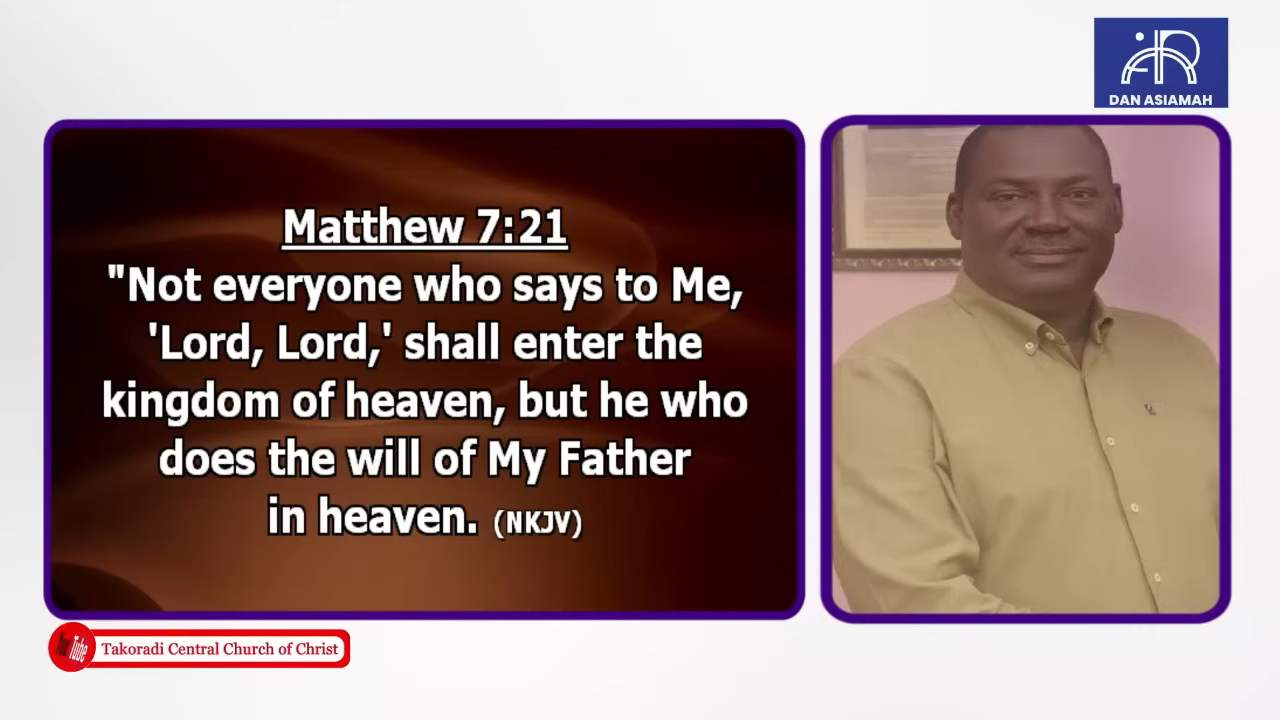 DAN ASIAMAH
Matthew 7:21
"Not everyone who says to Me,
'Lord, Lord,' shall enter the
kingdom of heaven, but he who
does the will of My Father
in heaven. (NKJV)
YouTube
Takoradi Central Church of Christ